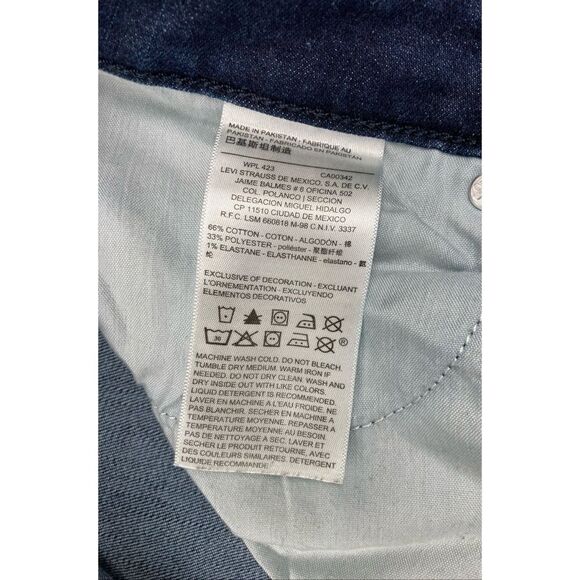 MADE IN PAKISTAN - FABRIQUE AU
PAKISTAN - FABRICADO EN PAKISTAN
巴基斯坦制造
WPL 423 CA00342
LEVI STRAUSS DE MEXICO, S.A. DE C.V.
JAIME BALMES # 8 OFICINA 502
COL. POLANCO | SECCION
DELEGACION MIGUEL HIDALGO
CP 11510 CIUDAD DE MEXICO
R.F.C. LSM 660818 M-98 C.N.I.V. 3337
66% COTTON - COTON - ALGODÓN - 棉
33% POLYESTER - poliéster - 聚酯纤维
1% ELASTANE - ELASTHANNE - elastano - 氨
纶
EXCLUSIVE OF DECORATION - EXCLUANT
L'ORNEMENTATION - EXCLUYENDO
ELEMENTOS DECORATIVOS
30 ®
MACHINE WASH COLD. DO NOT BLEACH.
TUMBLE DRY MEDIUM. WARM IRON IF
NEEDED. DO NOT DRY CLEAN. WASH AND
DRY INSIDE OUT WITH LIKE COLORS.
LIQUID DETERGENT IS RECOMMENDED.
LAVER EN MACHINE A L'EAU FROIDE. NE
PAS BLANCHIR. SECHER EN MACHINE A
TEMPERATURE MOYENNE. REPASSER A
TEMPERATURE MOYENNE AU BESOIN.
PAS DE NETTOYAGE A SEC. LAVER ET
SECHER LE PRODUIT RETOURNE, AVEC
DES COULEURS SIMILAIRES. DETERGENT
LIQUIDE RECOMMANDE.